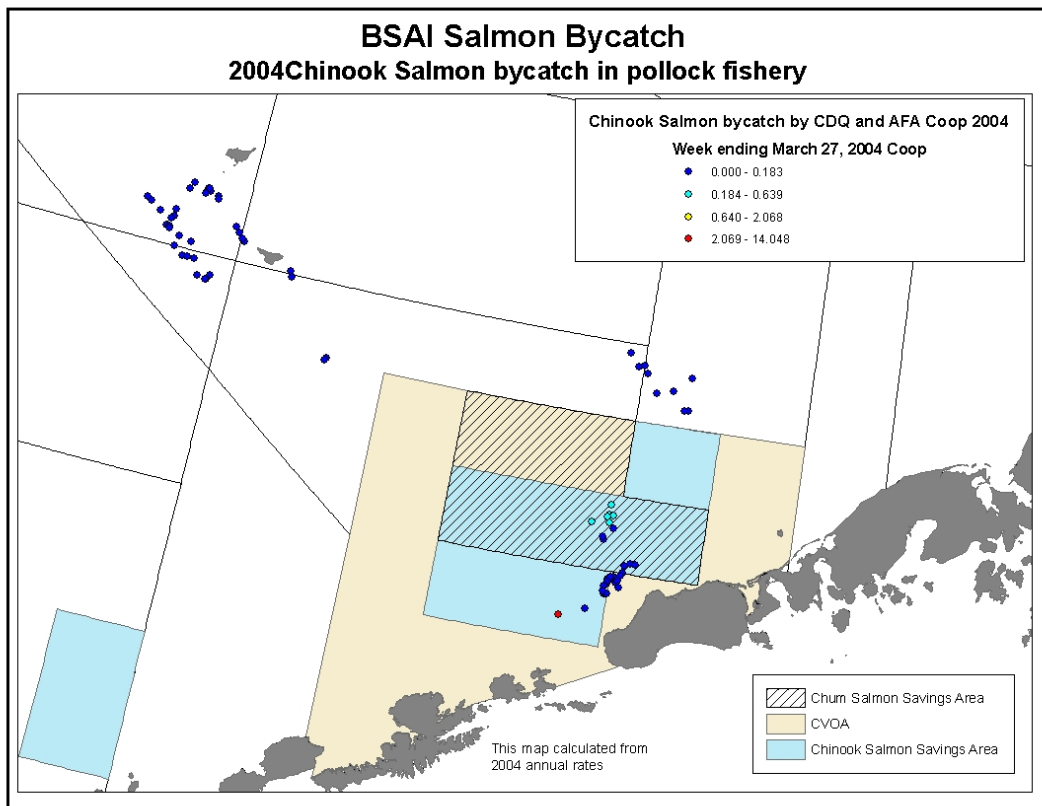 BSAI Salmon Bycatch
2004Chinook Salmon bycatch in pollock fishery
Chinook Salmon bycatch by CDQ and AFA Coop 2004
Week ending March 27, 2004 Coop
0.000 - 0.183
0.184 - 0.639
0.640 - 2.068
2.069 - 14.048
Chum Salmon Savings Area
CVOA
Chinook Salmon Savings Area
This map calculated from
2004 annual rates